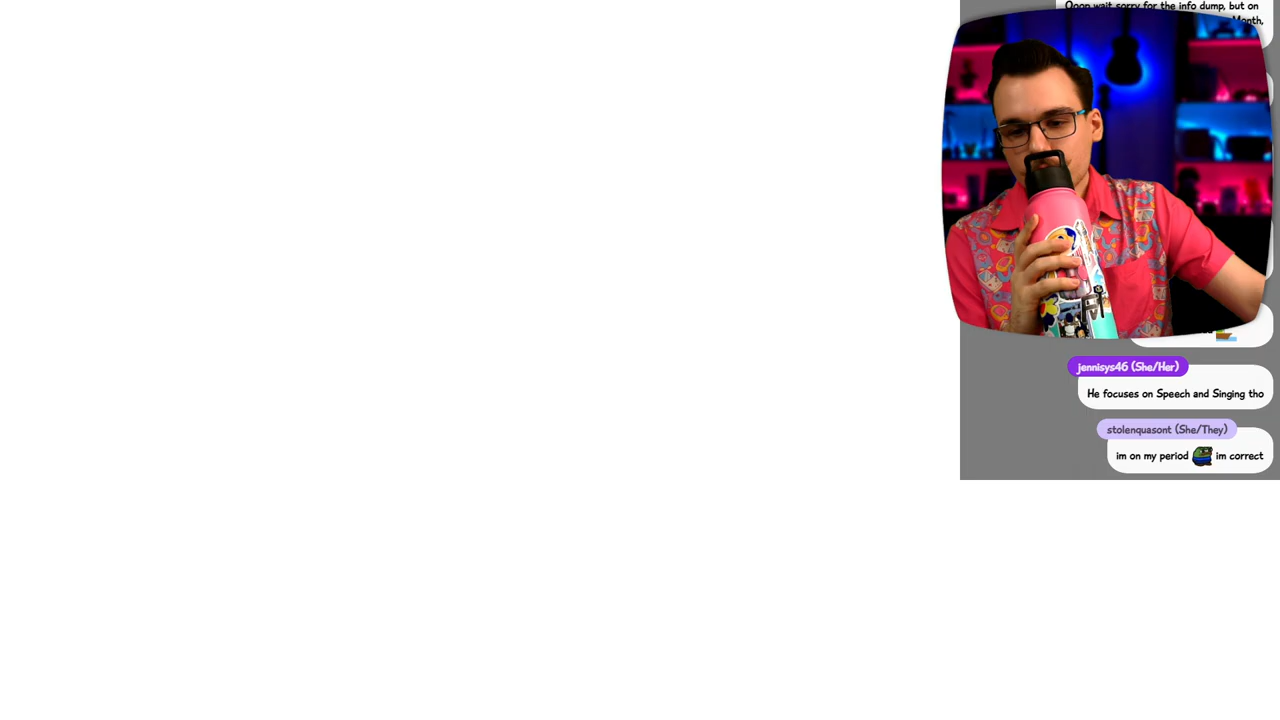 Ooop wait sorry for the info dump, but on
Month,
jennisys46 (She/Her)
He focuses on Speech and Singing tho
stolenquasont (She/They)
im on my period im correct